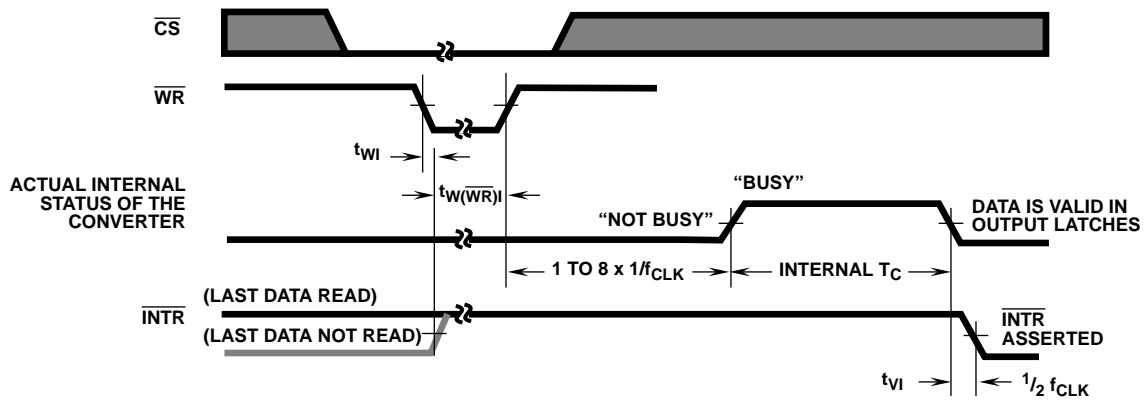 CS
WR
tWI
tW(WR)I
ACTUAL INTERNAL
STATUS OF THE
CONVERTER
“NOT BUSY”
“BUSY”
DATA IS VALID IN
OUTPUT LATCHES
1 TO 8 x 1/fCLK
INTERNAL TC
INTR
(LAST DATA READ)
(LAST DATA NOT READ)
INTR
ASSERTED
tVI
1/2 fCLK